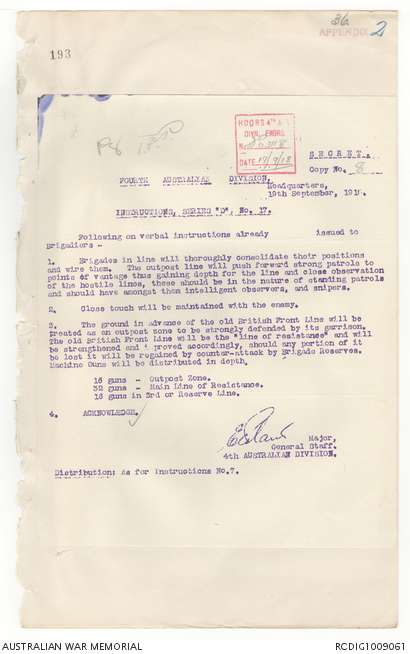 36
APPENDIX 2
193
HDQRS 4TH A
DIVL ENGRS
DATE 19/9/18
S E C R E T.
Copy No. 8
FOURTH AUSTRALIAN DIVISION,
Headquarters,
19th September, 1918.
INSTRUCTIONS, SERIES "D", No. 17.
Following on verbal instructions already issued to
Brigadiers -
1. Brigades in line will thoroughly consolidate their positions
and wire them. The outpost line will push forward strong patrols to
points of vantage thus gaining depth for the line and close observation
of the hostile lines, these should be in the nature of standing patrols
and should have amongst them intelligent observers, and snipers.
2. Close touch will be maintained with the enemy.
3. The ground in advance of the old British Front Line will be
treated as an outpost zone to be strongly defended by its garrison.
The old British Front Line will be the "line of resistance" and will
be strengthened and i proved accordingly, should any portion of it
be lost it will be regained by counter-attack by Brigade Reserves.
Machine Guns will be distributed in depth.
16 guns - Outpost Zone.
32 guns - Main Line of Resistance.
16 guns in 3rd or Reserve Line.
4. ACKNOWLEDGE.
Major,
General Staff.
4th AUSTRALIAN DIVISION.
Distribution: As for Instructions No.7.
AUSTRALIAN WAR MEMORIAL
RCDIG1009061